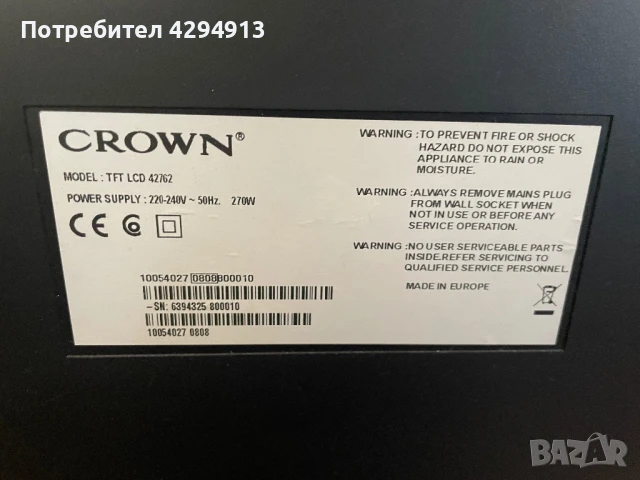 Потребител 4294913
CROWN®
MODEL : TFT LCD 42762
POWER SUPPLY : 220-240V ~ 50Hz. 270W
CE
10054027 0808 800010
-SN: 6394325 800010
10054027 0808
WARNING :TO PREVENT FIRE OR SHOCK
HAZARD DO NOT EXPOSE THIS
APPLIANCE TO RAIN OR
MOISTURE.
WARNING :ALWAYS REMOVE MAINS PLUG
FROM WALL SOCKET WHEN
NOT IN USE OR BEFORE ANY
SERVICE OPERATION.
WARNING :NO USER SERVICEABLE PARTS
INSIDE.REFER SERVICING TO
QUALIFIED SERVICE PERSONNEL.
MADE IN EUROPE
BAZAR